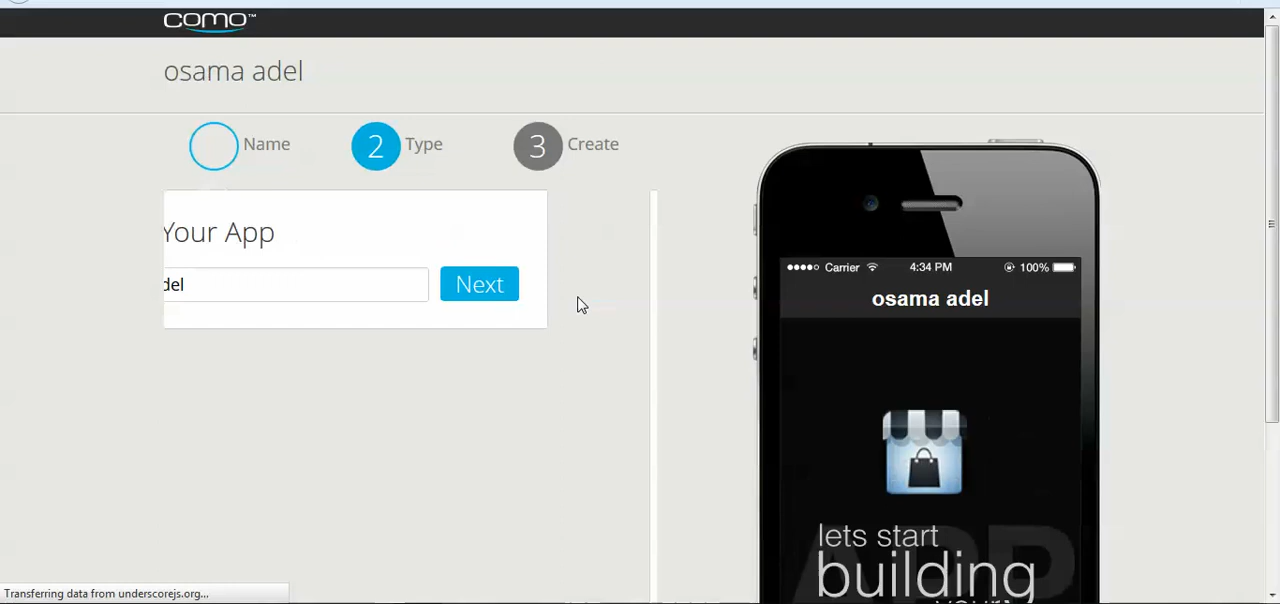 como™
osama adel
Name
2 Type
3 Create
Your App
del
Next
Carrier
4:34 PM
100%
osama adel
lets start
building
Transferring data from underscorejs.org...